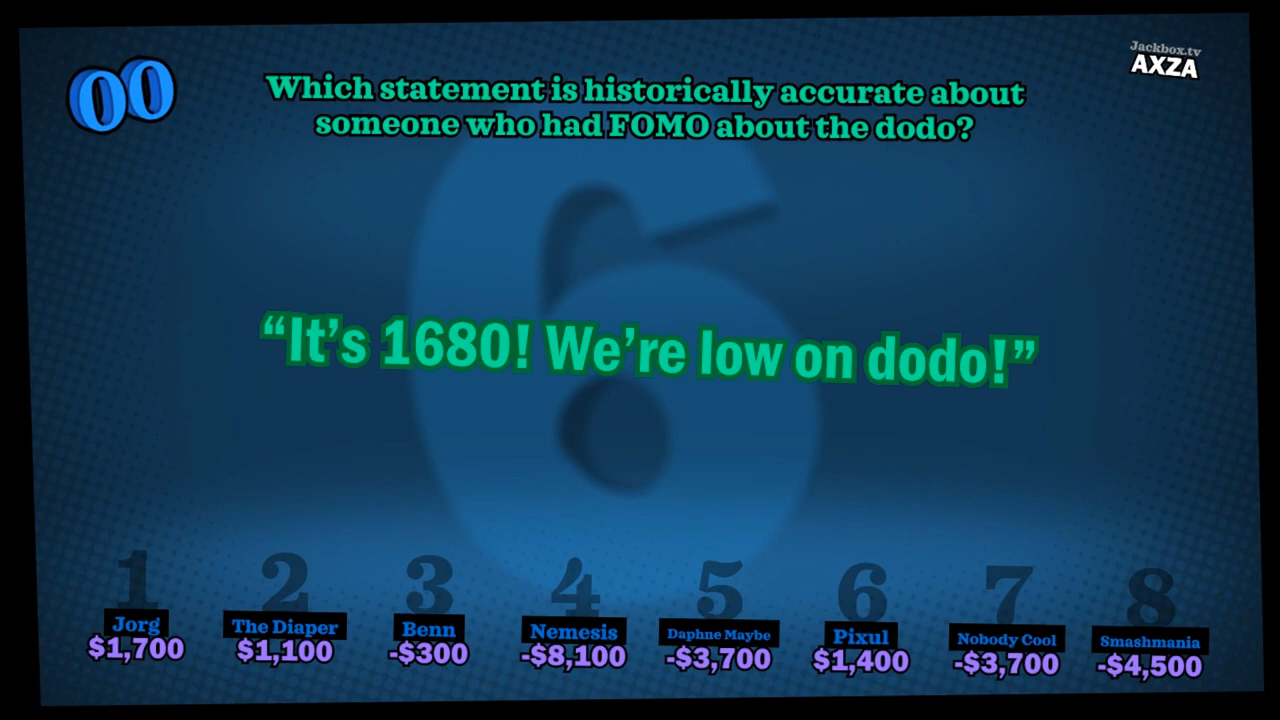 Jackbox.tv
AXZA
00
Which statement is historically accurate about
someone who had FOMO about the dodo?
6
“It’s 1680! We’re low on dodo!”
1 2 3 4 5 6 7 8
Jorg The Diaper Benn Nemesis Daphne Maybe Pixul Nobody Cool Smashmania
$1,700 $1,100 -$300 -$8,100 -$3,700 $1,400 -$3,700 -$4,500